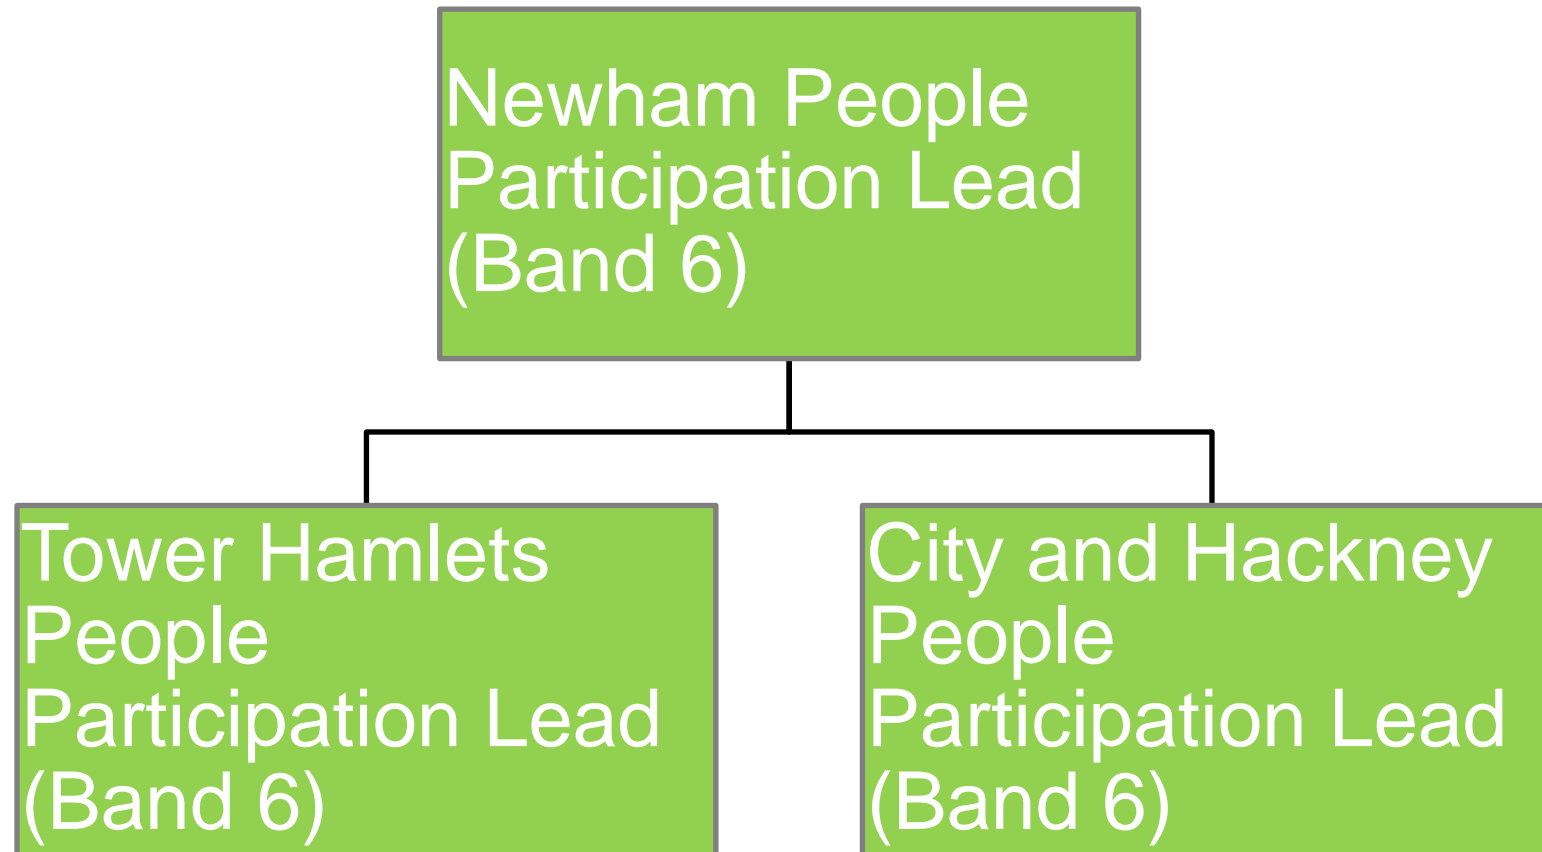 Newham People
Participation Lead
(Band 6)
Tower Hamlets
People
Participation Lead
(Band 6)
City and Hackney
People
Participation Lead
(Band 6)